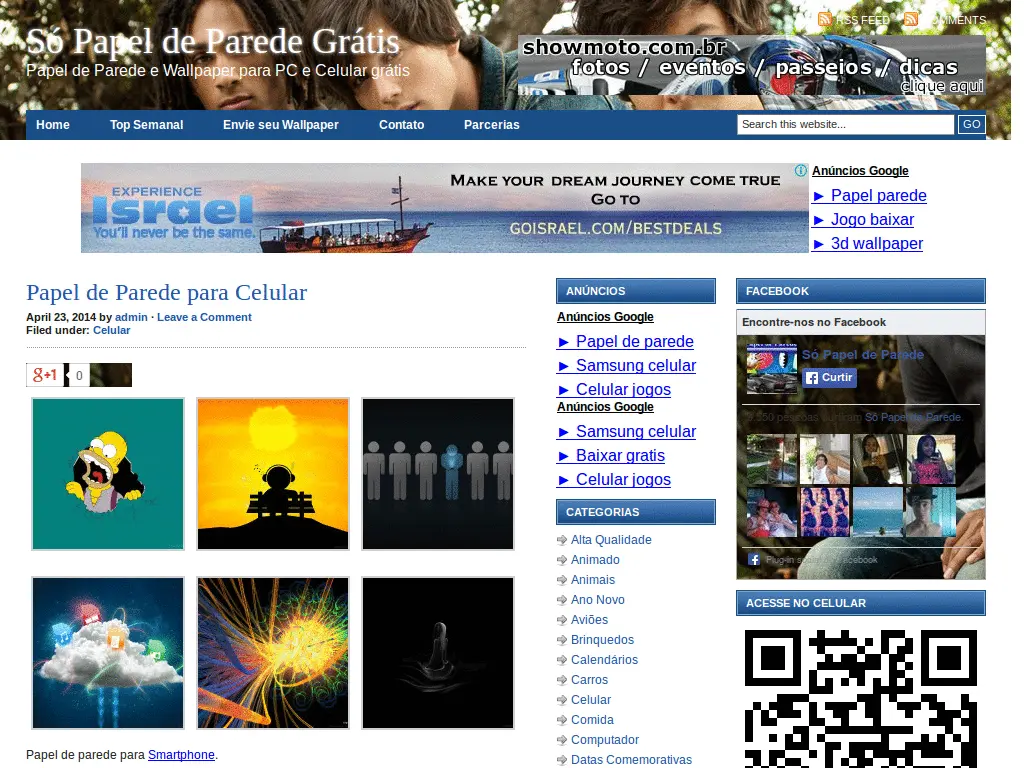 RSS FEED
COMMENTS
Só Papel de Parede Grátis
Papel de Parede e Wallpaper para PC e Celular grátis
showmoto.com.br
fotos / eventos / passeios / dicas
clique aqui
Home
Top Semanal
Envie seu Wallpaper
Contato
Parcerias
Search this website...
GO
EXPERIENCE
Israel
You'll never be the same.
MAKE YOUR DREAM JOURNEY COME TRUE
GO TO
GOISRAEL.COM/BESTDEALS
Anúncios Google
► Papel parede
► Jogo baixar
► 3d wallpaper
Papel de Parede para Celular
April 23, 2014 by admin · Leave a Comment
Filed under: Celular
g+1
0
Papel de parede para Smartphone.
ANÚNCIOS
Anúncios Google
► Papel de parede
► Samsung celular
► Celular jogos
Anúncios Google
► Samsung celular
► Baixar gratis
► Celular jogos
CATEGORIAS
Alta Qualidade
Animado
Animais
Ano Novo
Aviões
Brinquedos
Calendários
Carros
Celular
Comida
Computador
Datas Comemorativas
FACEBOOK
Encontre-nos no Facebook
Só Papel de Parede
Curtir
pessoas curtiram Só Papel de Parede.
Plug-in social do Facebook
ACESSE NO CELULAR